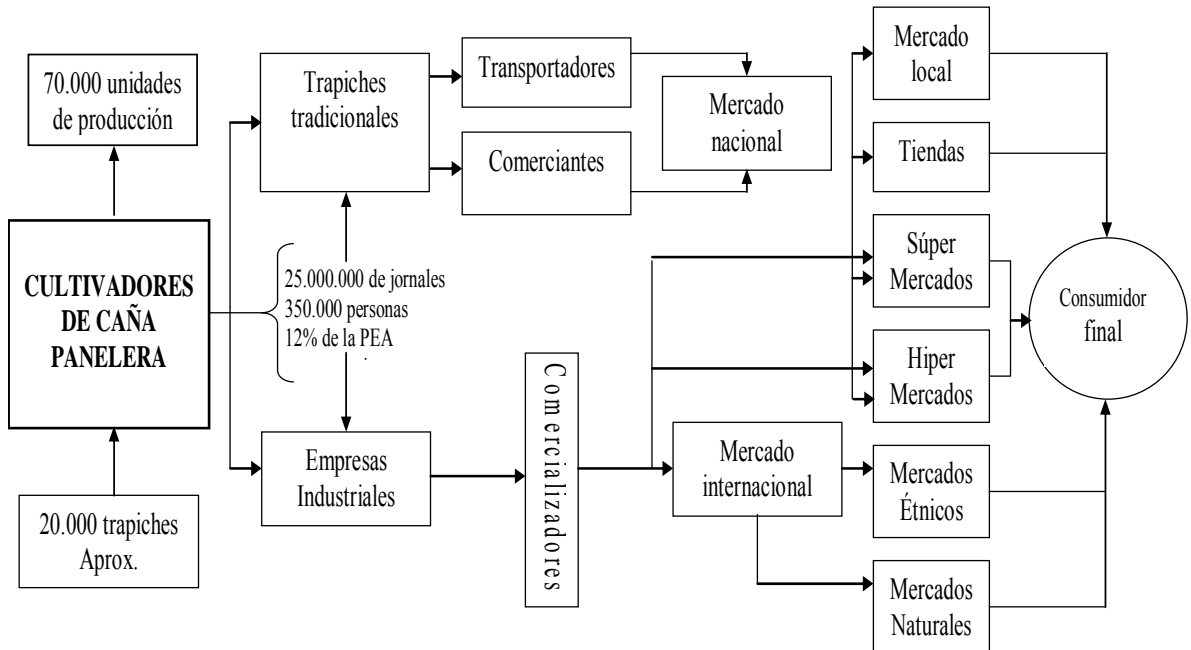 70.000 unidades
de producción
CULTIVADORES
DE CAÑA
PANELERA
20.000 trapiches
Aprox.
Trapiches
tradicionales
25.000.000 de jornales
350.000 personas
12% de la PEA
.
Empresas
Industriales
Transportadores
Comerciantes
Mercado
nacional
Comercializadores
Mercado
internacional
Mercado
local
Tiendas
Súper
Mercados
Hiper
Mercados
Mercados
Étnicos
Mercados
Naturales
Consumidor
final